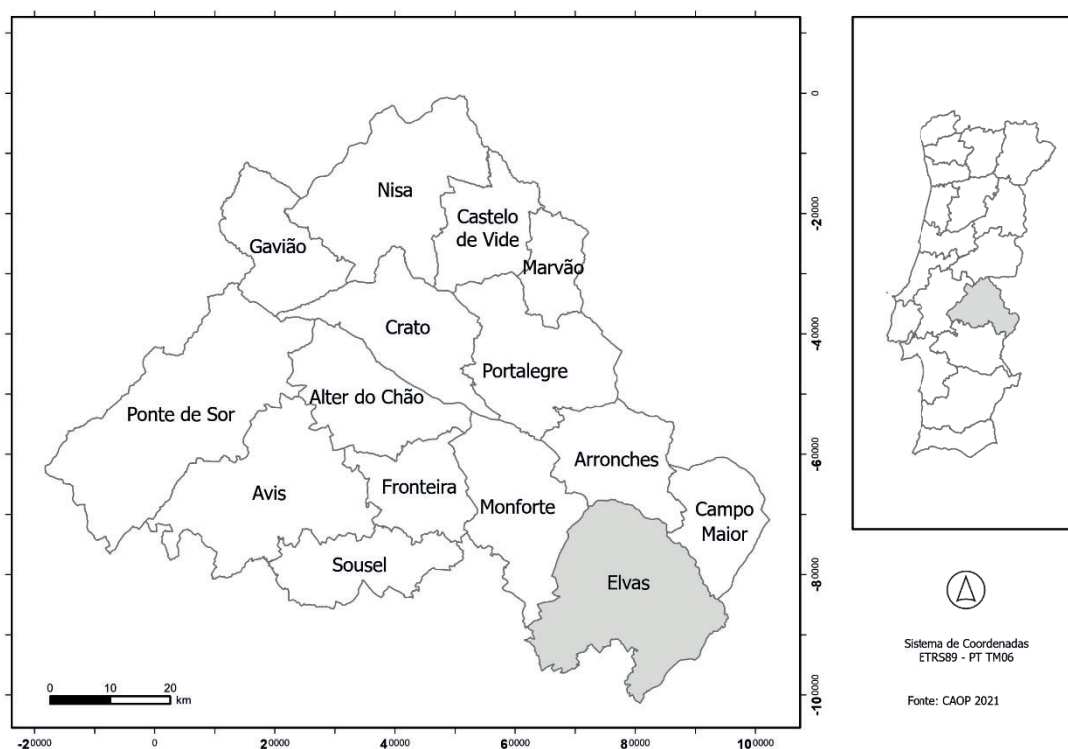 Nisa
Castelo
de Vide
Gavião
Marvão
Crato
Portalegre
Alter do Chão
Ponte de Sor
Arronches
Avis
Fronteira
Monforte
Campo
Maior
Sousel
Elvas
0 10 20
km
-20000 0 20000 40000 60000 80000 100000
0
-20000
-40000
-60000
-80000
-100000
Sistema de Coordenadas
ETRS89 - PT TM06
Fonte: CAOP 2021